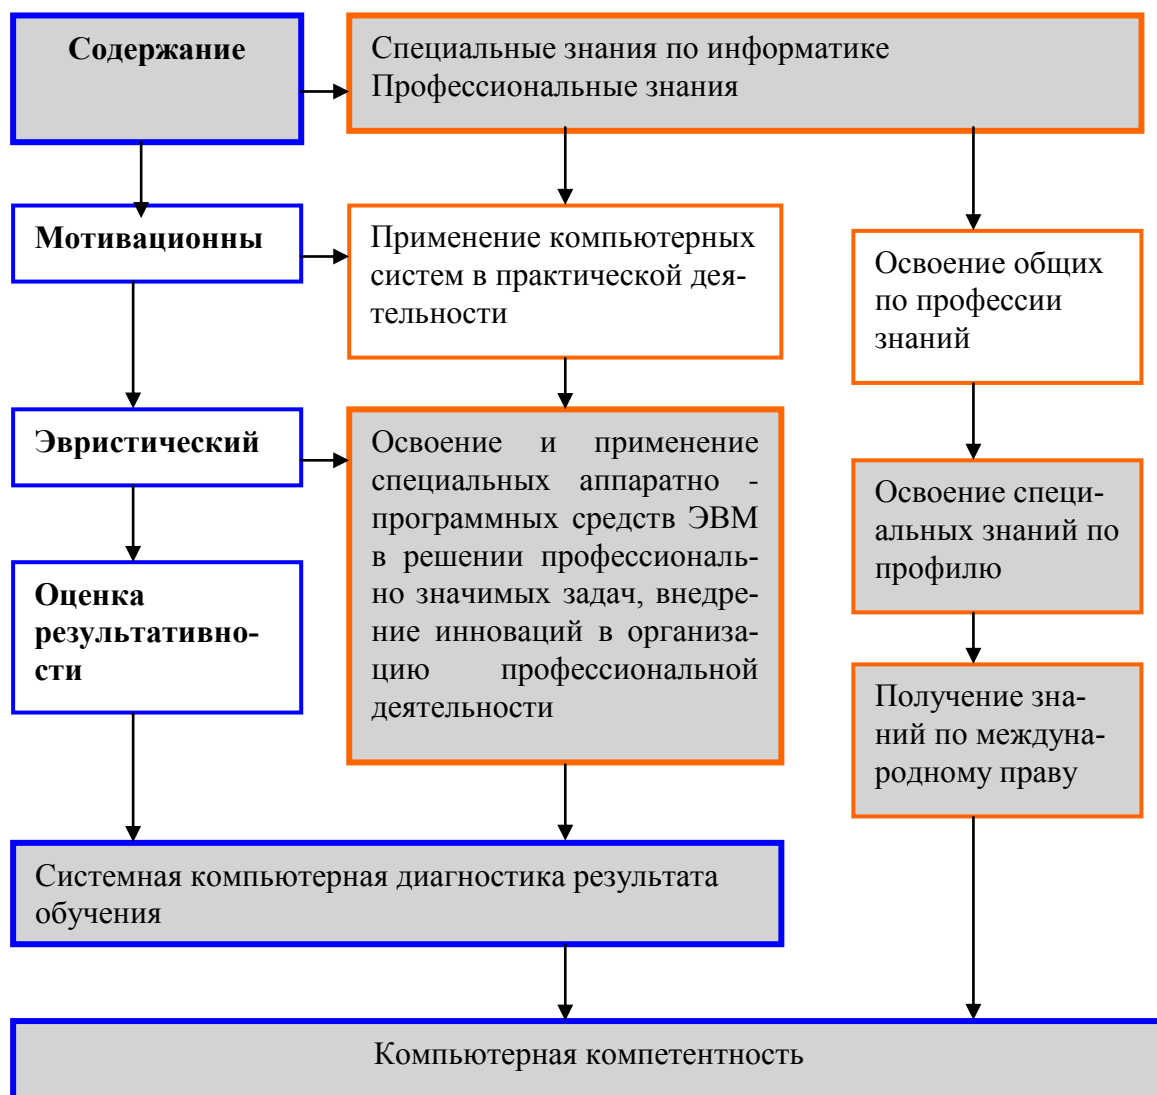 Содержание
Специальные знания по информатике
Профессиональные знания
Мотивационны
Применение компьютерных
систем в практической дея-
тельности
Освоение общих
по профессии
знаний
Эвристический
Освоение и применение
специальных аппаратно -
программных средств ЭВМ
в решении профессиональ-
но значимых задач, внедре-
ние инноваций в организа-
цию профессиональной
деятельности
Освоение специ-
альных знаний по
профилю
Оценка
результативно-
сти
Получение зна-
ний по междуна-
родному праву
Системная компьютерная диагностика результата
обучения
Компьютерная компетентность